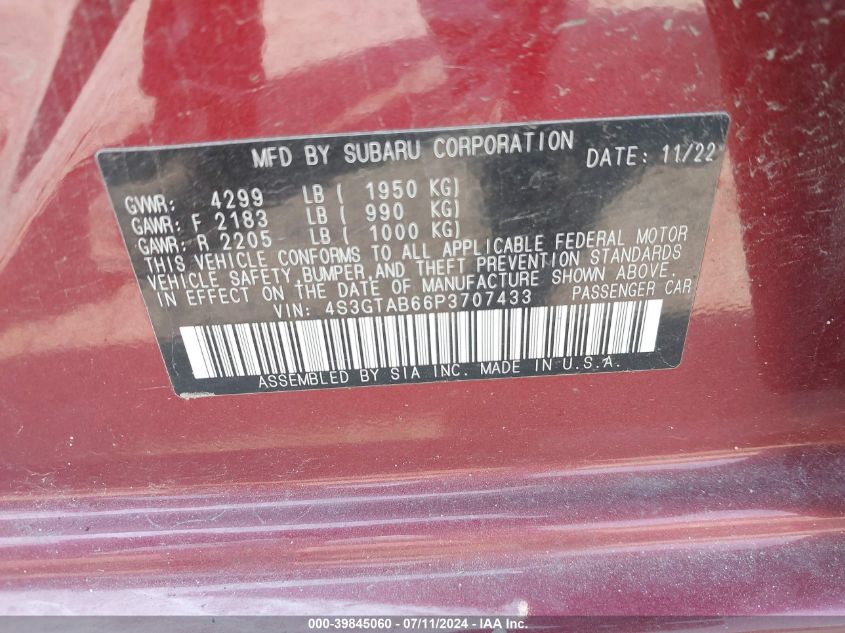 MFD BY SUBARU CORPORATION DATE: 11/22
GVWR: 4299 LB ( 1950 KG)
GAWR: F 2183 LB ( 990 KG)
GAWR: R 2205 LB ( 1000 KG)
THIS VEHICLE CONFORMS TO ALL APPLICABLE FEDERAL MOTOR
VEHICLE SAFETY BUMPER, AND THEFT PREVENTION STANDARDS
IN EFFECT ON THE DATE OF MANUFACTURE SHOWN ABOVE.
VIN: 4S3GTAB66P3707433 PASSENGER CAR
ASSEMBLED BY SIA INC. MADE IN U.S.A.
000-39845060 - 07/11/2024 - WWW.IAAI.COM